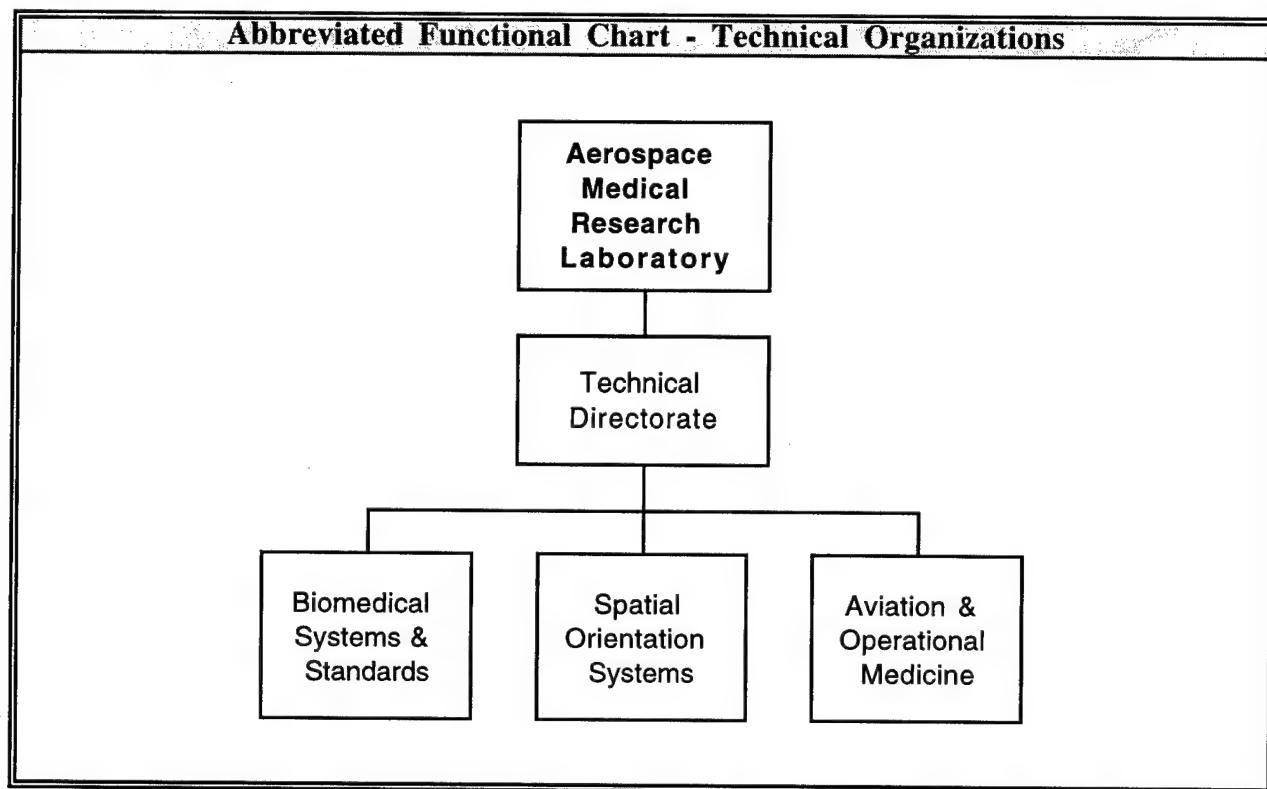 Abbreviated Functional Chart - Technical Organizations
Aerospace
Medical
Research
Laboratory
Technical
Directorate
Biomedical
Systems &
Standards
Spatial
Orientation
Systems
Aviation &
Operational
Medicine